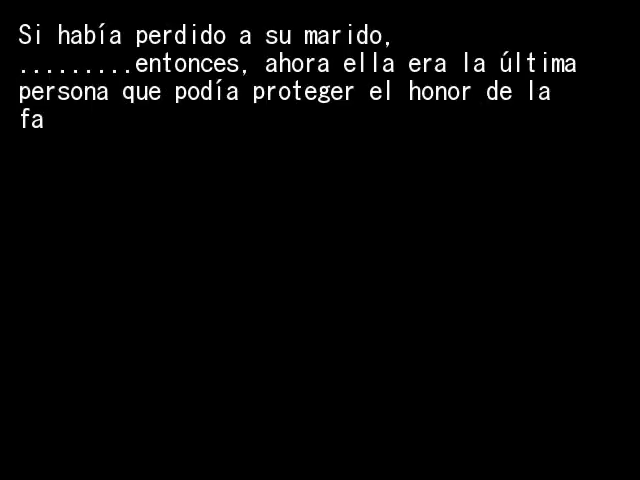 Si había perdido a su marido,
.........entonces, ahora ella era la última
persona que podía proteger el honor de la
fa